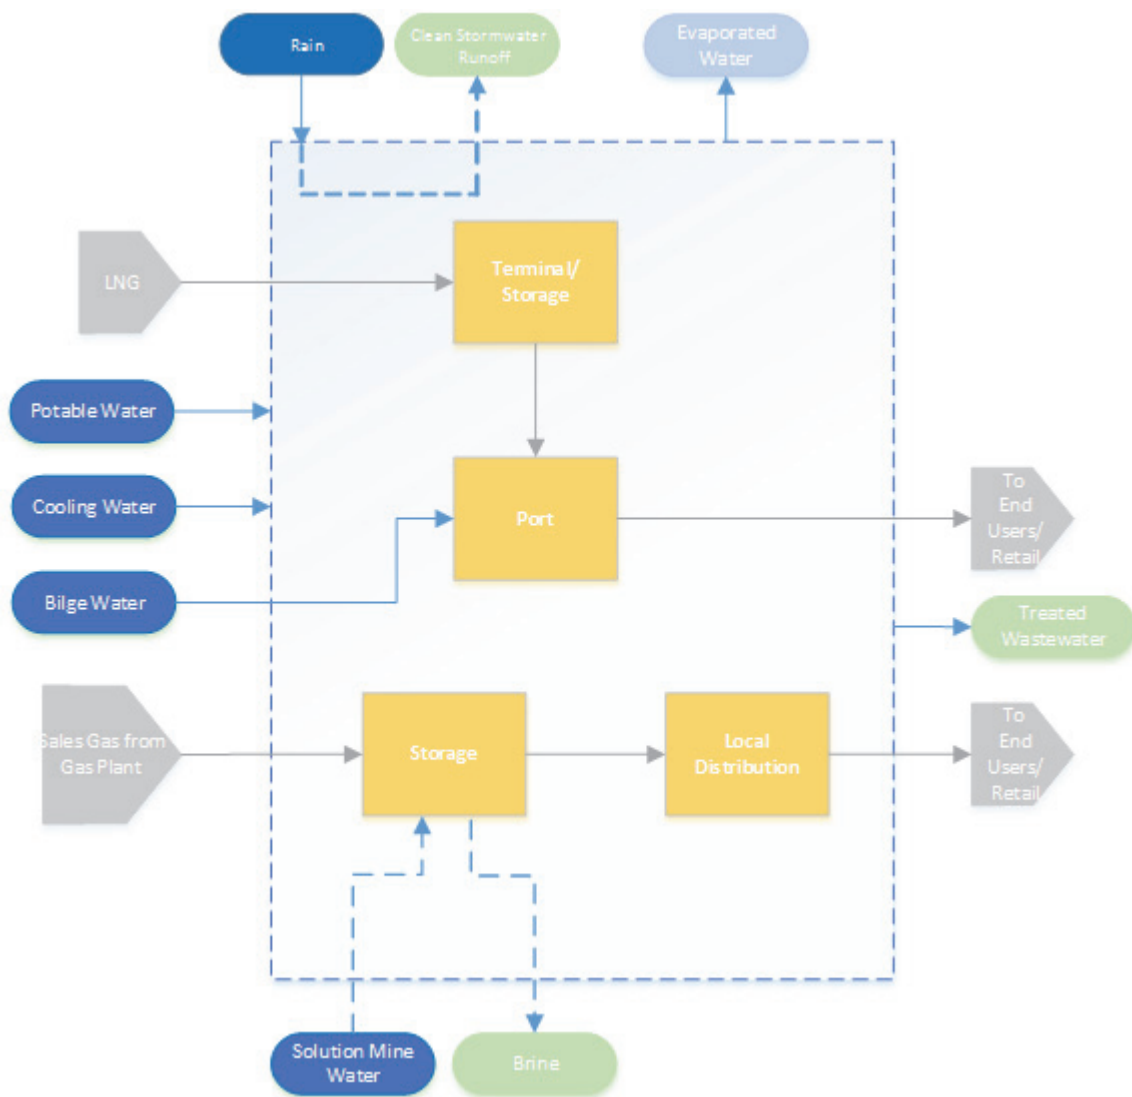 Rain
Clean Stormwater
Runoff
Evaporated
Water
LNG
Terminal/
Storage
Potable Water
Cooling Water
Port
To
End
Users/
Retail
Bilge Water
Treated
Wastewater
Sales Gas from
Gas Plant
Storage
Local
Distribution
To
End
Users/
Retail
Solution Mine
Water
Brine